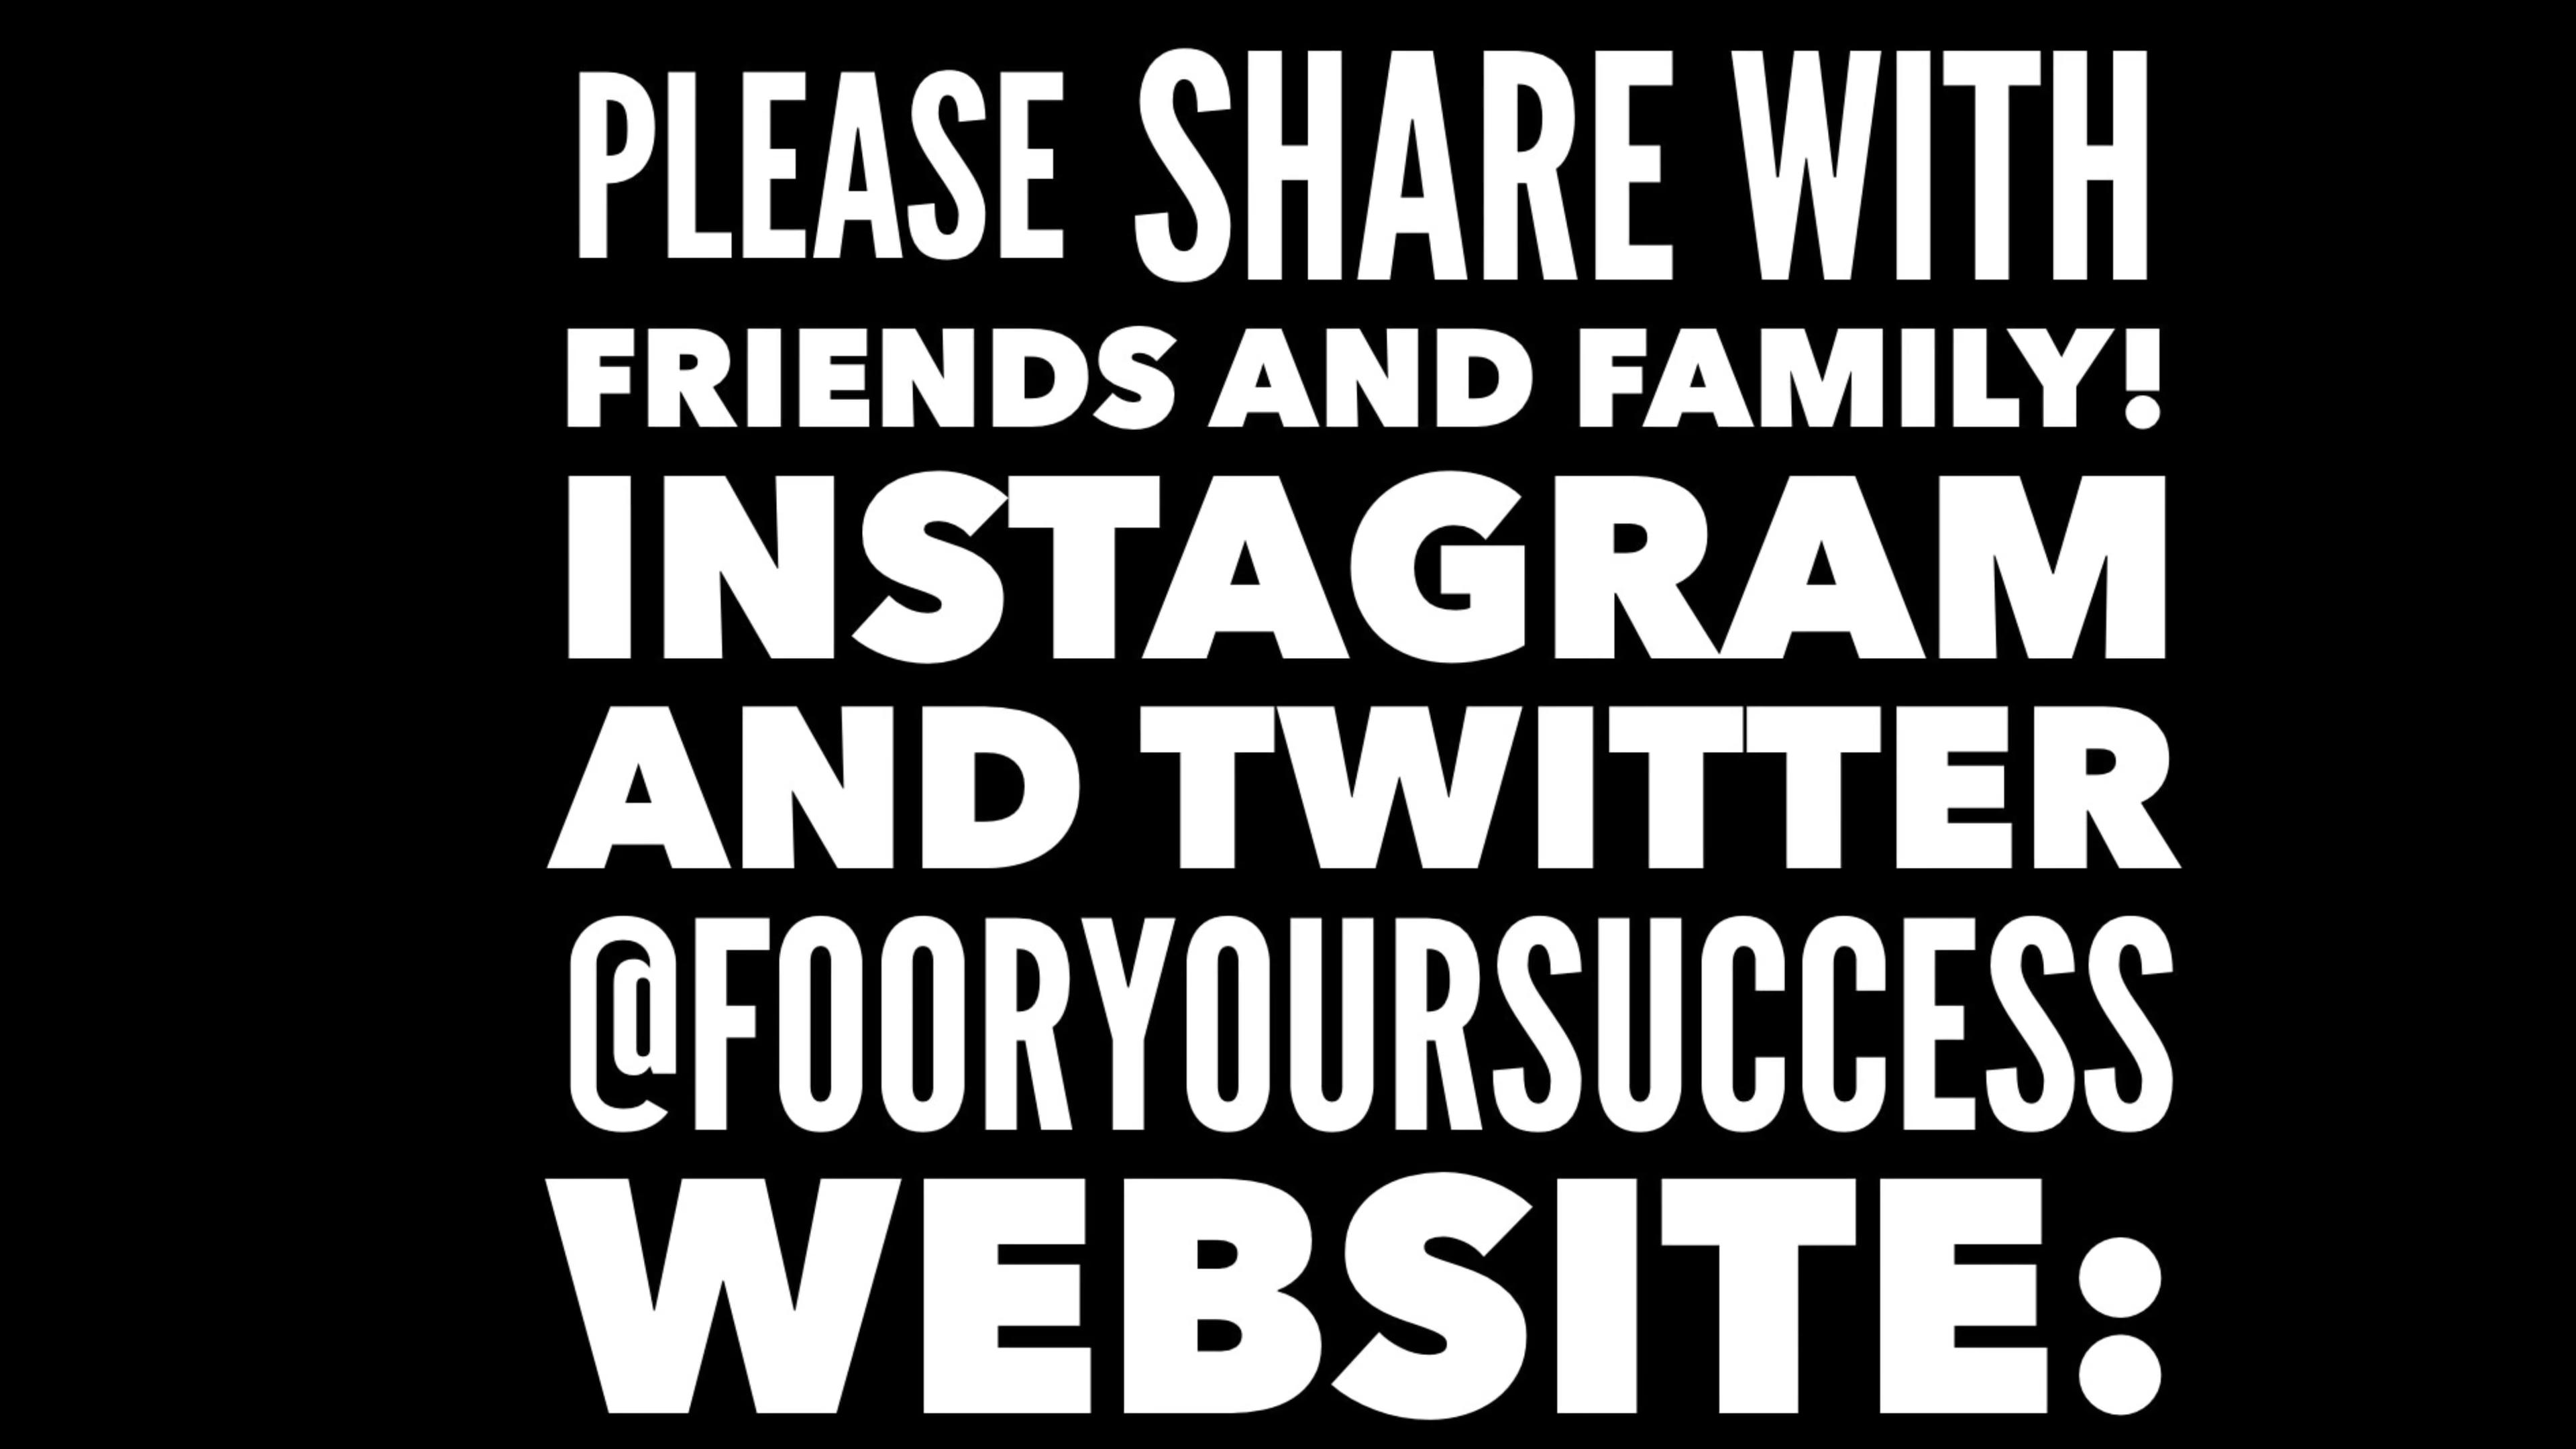 PLEASE SHARE WITH
FRIENDS AND FAMILY!
INSTAGRAM
AND TWITTER
@FOORYOURSUCCESS
WEBSITE: